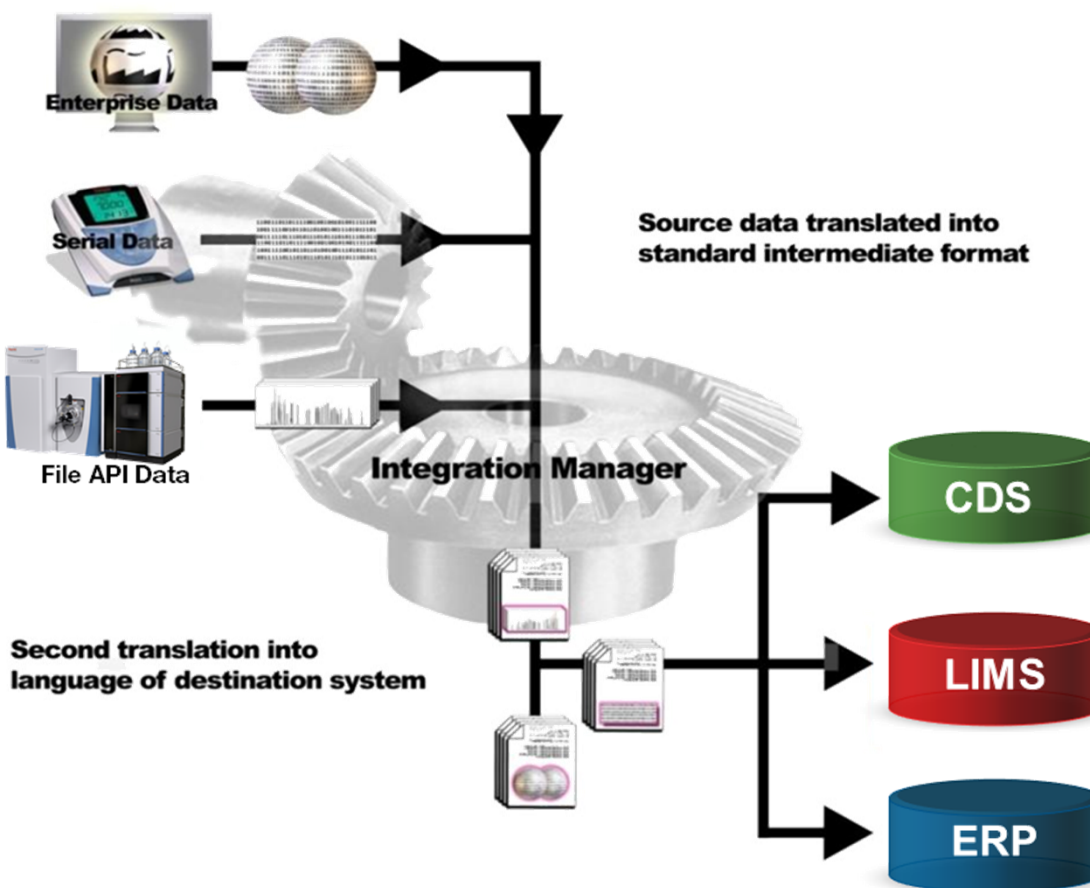 Enterprise Data
Serial Data
Source data translated into
standard intermediate format
File API Data
Integration Manager
CDS
Second translation into
language of destination system
LIMS
ERP